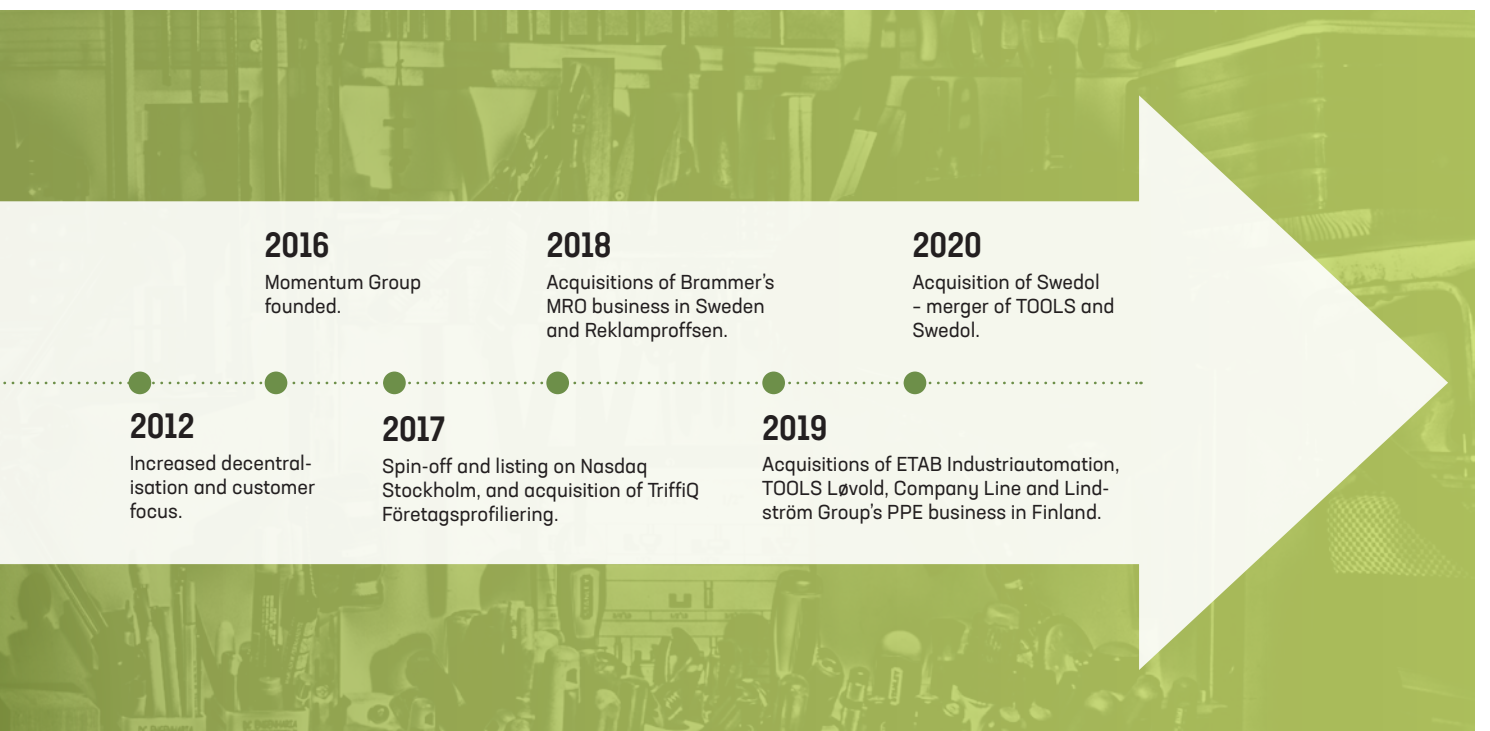 2016
Momentum Group
founded.
2018
Acquisitions of Brammer's
MRO business in Sweden
and Reklamproffsen.
2020
Acquisition of Swedol
– merger of TOOLS and
Swedol.
2012
Increased decentral-
isation and customer
focus.
2017
Spin-off and listing on Nasdaq
Stockholm, and acquisition of TriffiQ
Företagsprofiliering.
2019
Acquisitions of ETAB Industriautomation,
TOOLS Løvold, Company Line and Lind-
ström Group's PPE business in Finland.